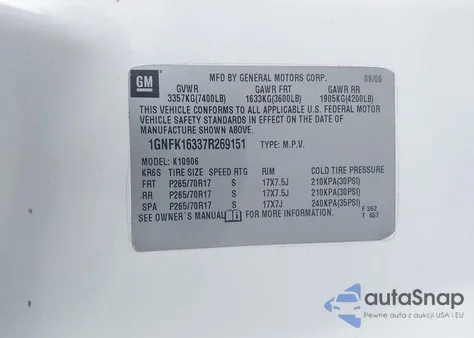 GM
MFD BY GENERAL MOTORS CORP. 09/06
GVWR GAWR FRT GAWR RR
3357KG(7400LB) 1633KG(3600LB) 1905KG(4200LB)
THIS VEHICLE CONFORMS TO ALL APPLICABLE U.S. FEDERAL MOTOR
VEHICLE SAFETY STANDARDS IN EFFECT ON THE DATE OF
MANUFACTURE SHOWN ABOVE.
1GNFK16337R269151 TYPE: M.P.V.
MODEL: K10906
KR6S TIRE SIZE SPEED RTG RIM COLD TIRE PRESSURE
FRT P265/70R17 S 17X7.5J 210KPA(30PSI)
RR P265/70R17 S 17X7.5J 210KPA(30PSI)
SPA P265/70R17 S 17X7J 240KPA(35PSI)
SEE OWNER'S MANUAL FOR MORE INFORMATION. F 362
T 657
autoSnap
Pewne auta z aukcji USA i EU